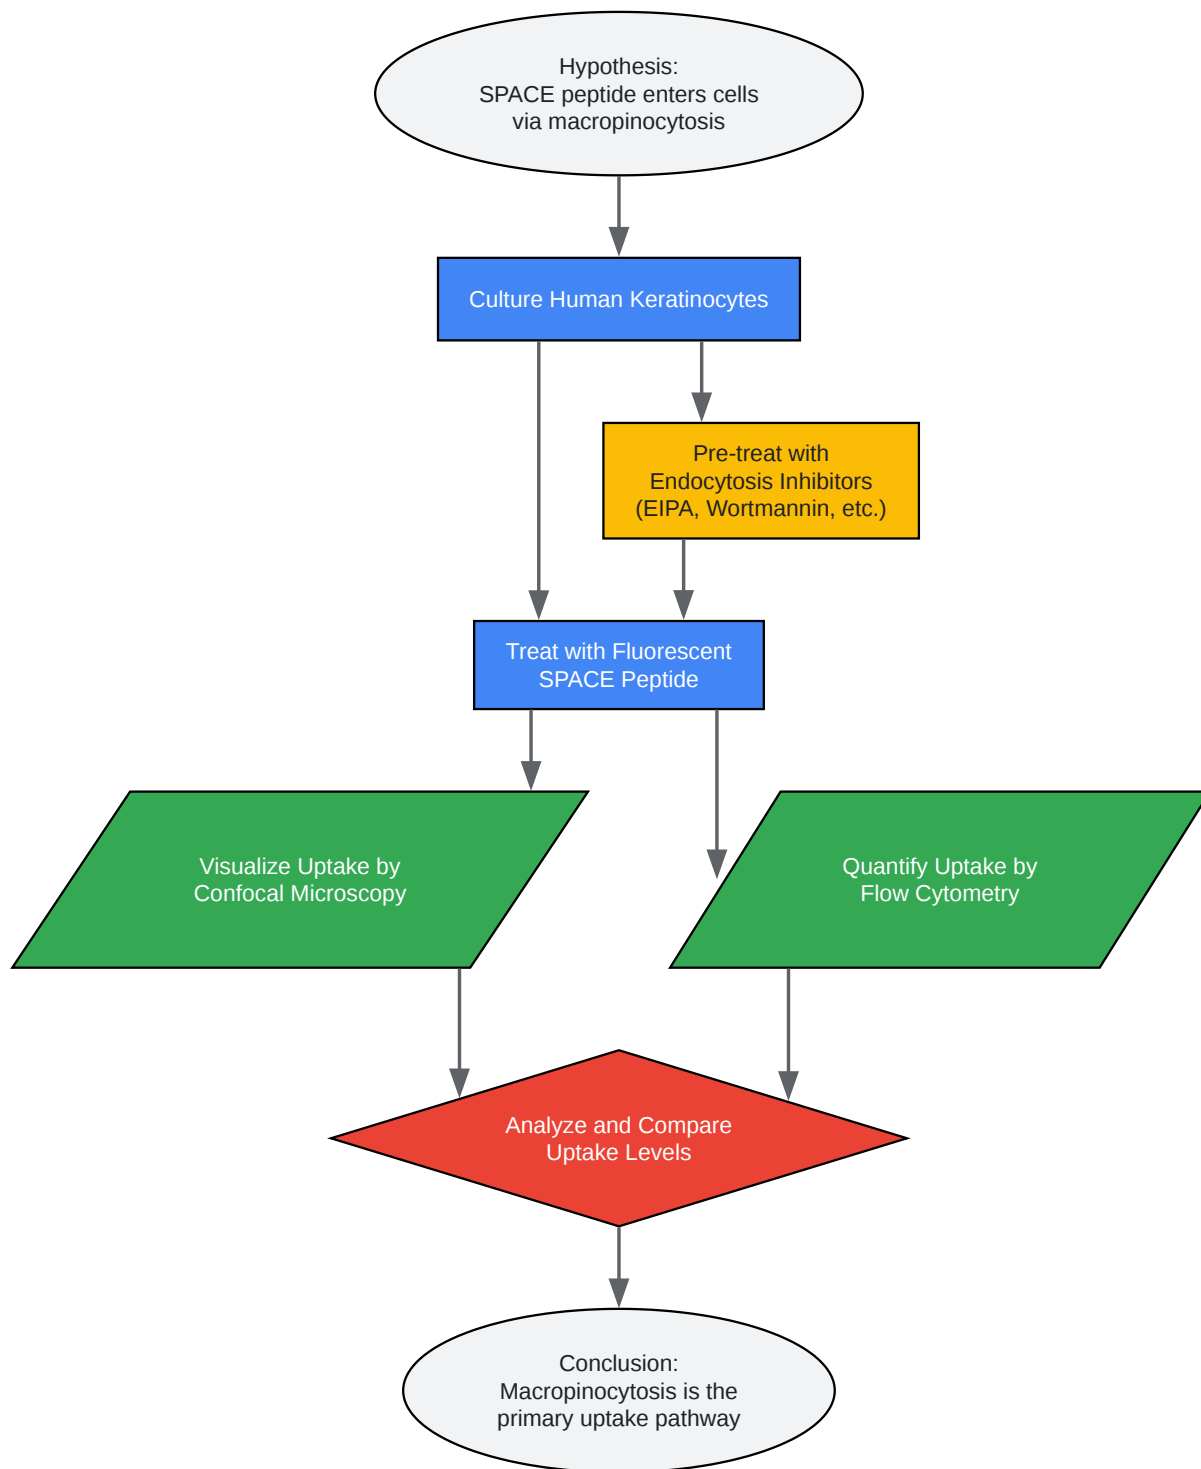 Hypothesis:
SPACE peptide enters cells
via macropinocytosis
Culture Human Keratinocytes
Pre-treat with
Endocytosis Inhibitors
(EIPA, Wortmannin, etc.)
Treat with Fluorescent
SPACE Peptide
Visualize Uptake by
Confocal Microscopy
Quantify Uptake by
Flow Cytometry
Analyze and Compare
Uptake Levels
Conclusion:
Macropinocytosis is the
primary uptake pathway